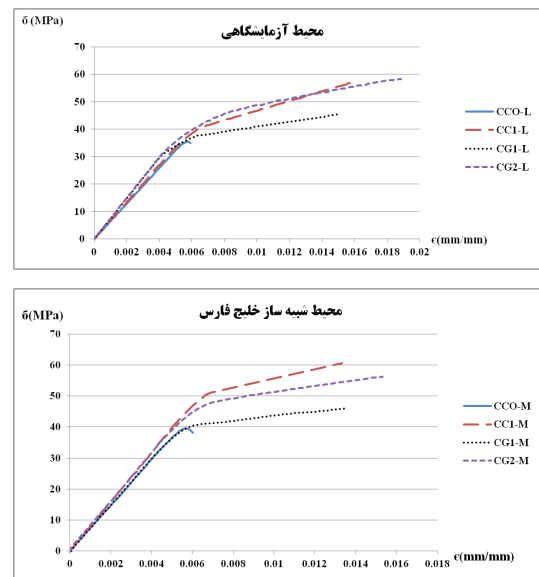 б (MPa)
محیط آزمایشگاهی
70
60
50
40
30
20
10
0
0 0.002 0.004 0.006 0.008 0.01 0.012 0.014 0.016 0.018 0.02
є(mm/mm)
CCO-L
CC1-L
CG1-L
CG2-L
б(MPa)
محیط شبیه ساز خلیج فارس
70
60
50
40
30
20
10
0
0 0.002 0.004 0.006 0.008 0.01 0.012 0.014 0.016 0.018
є(mm/mm)
CCO-M
CC1-M
CG1-M
CG2-M